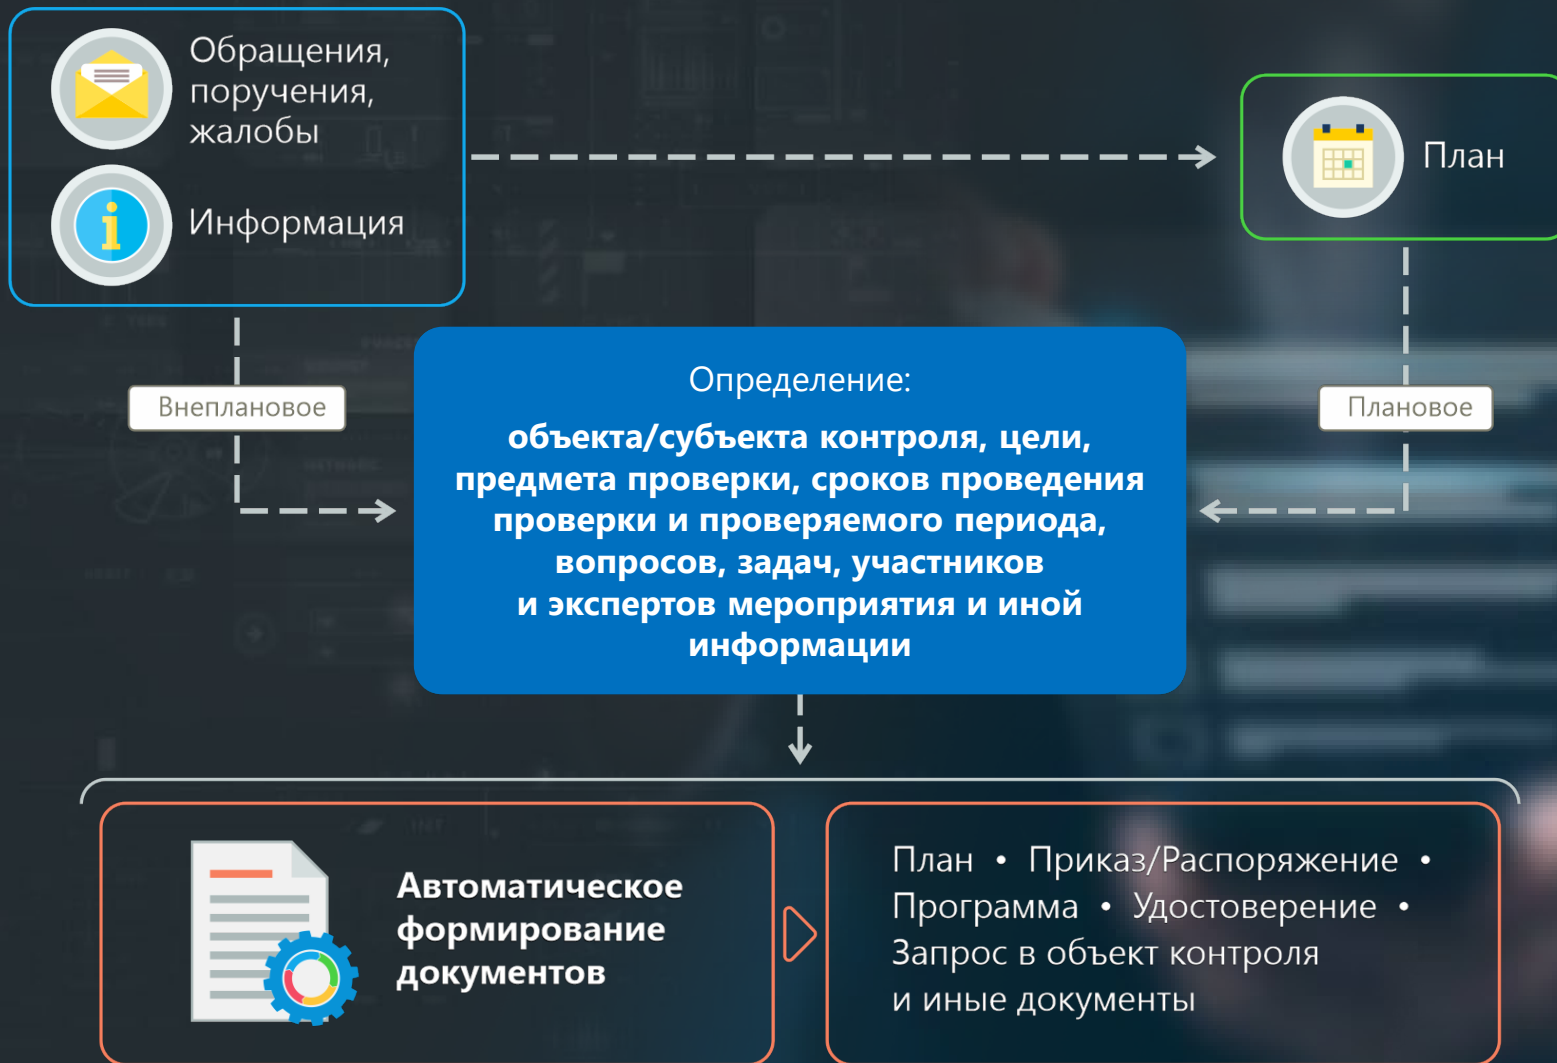 Обращения,
поручения,
жалобы
Информация
План
Внеплановое
Плановое
Определение:
объекта/субъекта контроля, цели,
предмета проверки, сроков проведения
проверки и проверяемого периода,
вопросов, задач, участников
и экспертов мероприятия и иной
информации
Автоматическое
формирование
документов
План • Приказ/Распоряжение •
Программа • Удостоверение •
Запрос в объект контроля
и иные документы